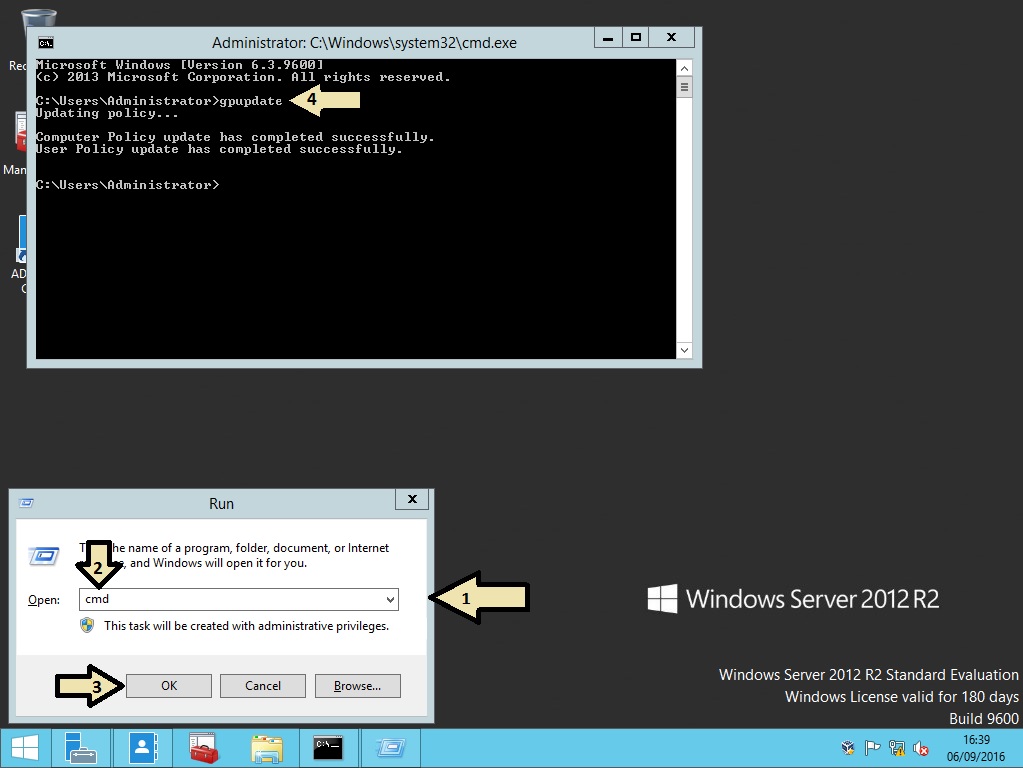 Rec
Man
AD
C
Administrator: C:\Windows\system32\cmd.exe
Microsoft Windows [Version 6.3.9600]
(c) 2013 Microsoft Corporation. All rights reserved.
C:\Users\Administrator>gpupdate
4
Updating policy...
Computer Policy update has completed successfully.
User Policy update has completed successfully.
C:\Users\Administrator>
Run
the name of a program, folder, document, or Internet
and Windows will open it for you.
2
Open:
cmd
1
This task will be created with administrative privileges.
3
OK
Cancel
Browse...
Windows Server 2012 R2
Windows Server 2012 R2 Standard Evaluation
Windows License valid for 180 days
Build 9600
16:39
06/09/2016